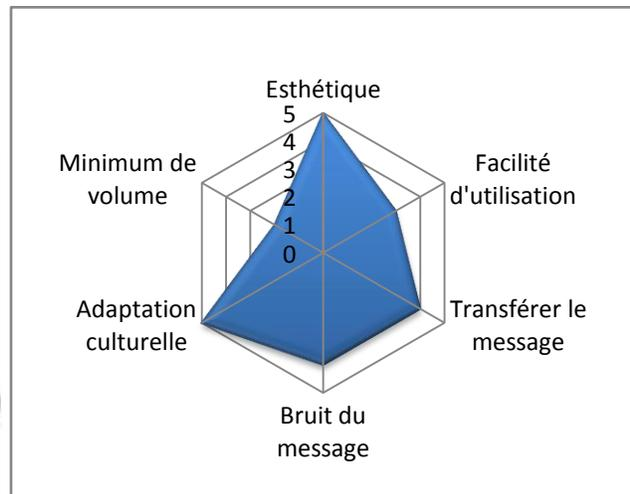 Esthétique
5
4
3
2
1
0
Facilité
d'utilisation
Transférer le
message
Bruit du
message
Adaptation
culturelle
Minimum de
volume